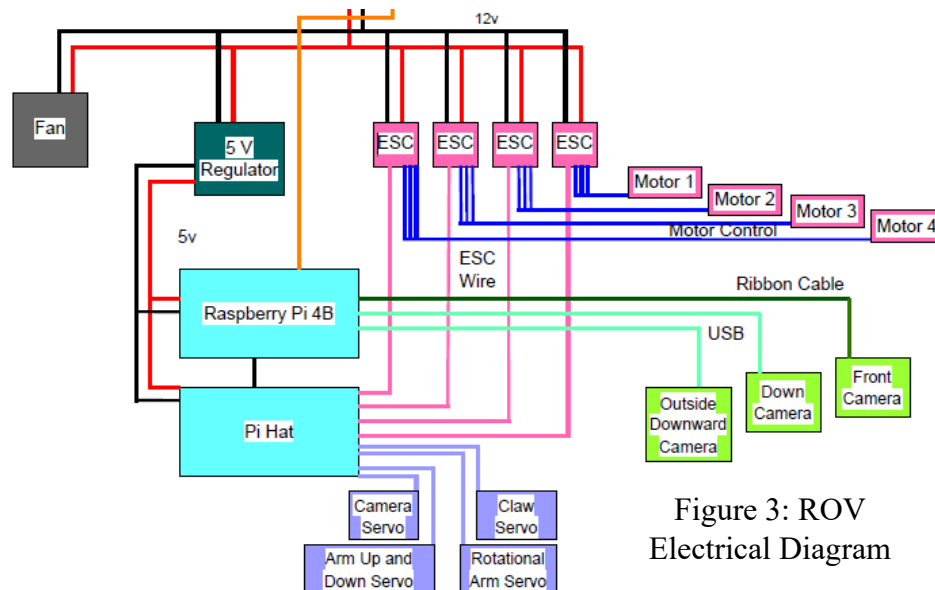 12v
Fan
5 V
Regulator
ESC
ESC
ESC
ESC
Motor 1
Motor 2
Motor 3
Motor 4
Motor Control
5v
ESC
Wire
Ribbon Cable
Raspberry Pi 4B
USB
Front
Camera
Down
Camera
Outside
Downward
Camera
Pi Hat
Camera
Servo
Claw
Servo
Arm Up and
Down Servo
Rotational
Arm Servo
Figure 3: ROV
Electrical Diagram